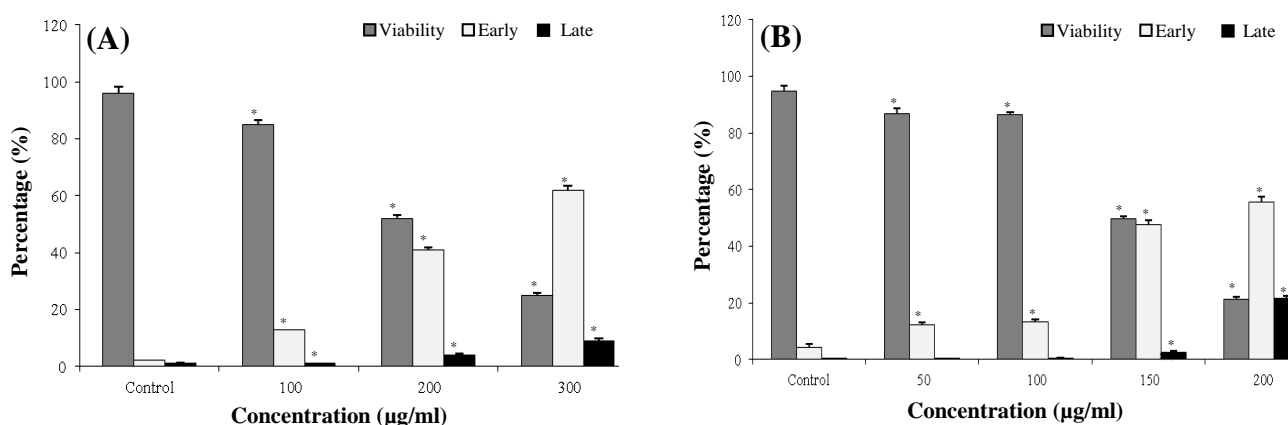 (A)
Viability Early Late
120
100
80
60
40
20
0
Percentage (%)
* * * * * * * * *
Control 100 200 300
Concentration (µg/ml)
(B)
Viability Early Late
120
100
80
60
40
20
0
Percentage (%)
* * * * * * * * * *
Control 50 100 150 200
Concentration (µg/ml)